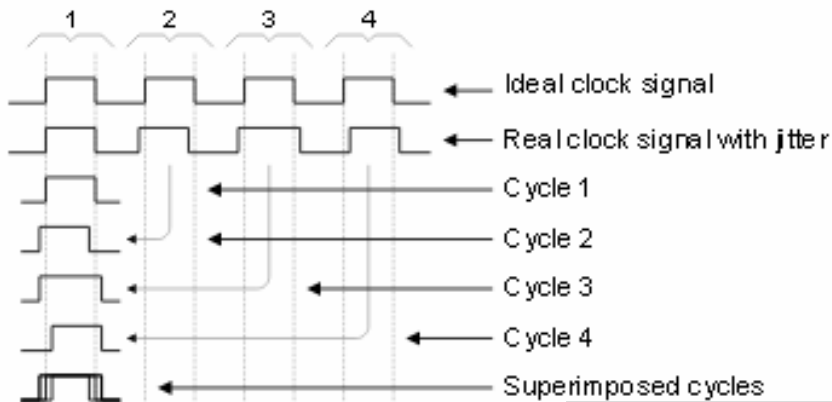 1 2 3 4
Ideal clock signal
Real clock signal with jitter
Cycle 1
Cycle 2
Cycle 3
Cycle 4
Superimposed cycles